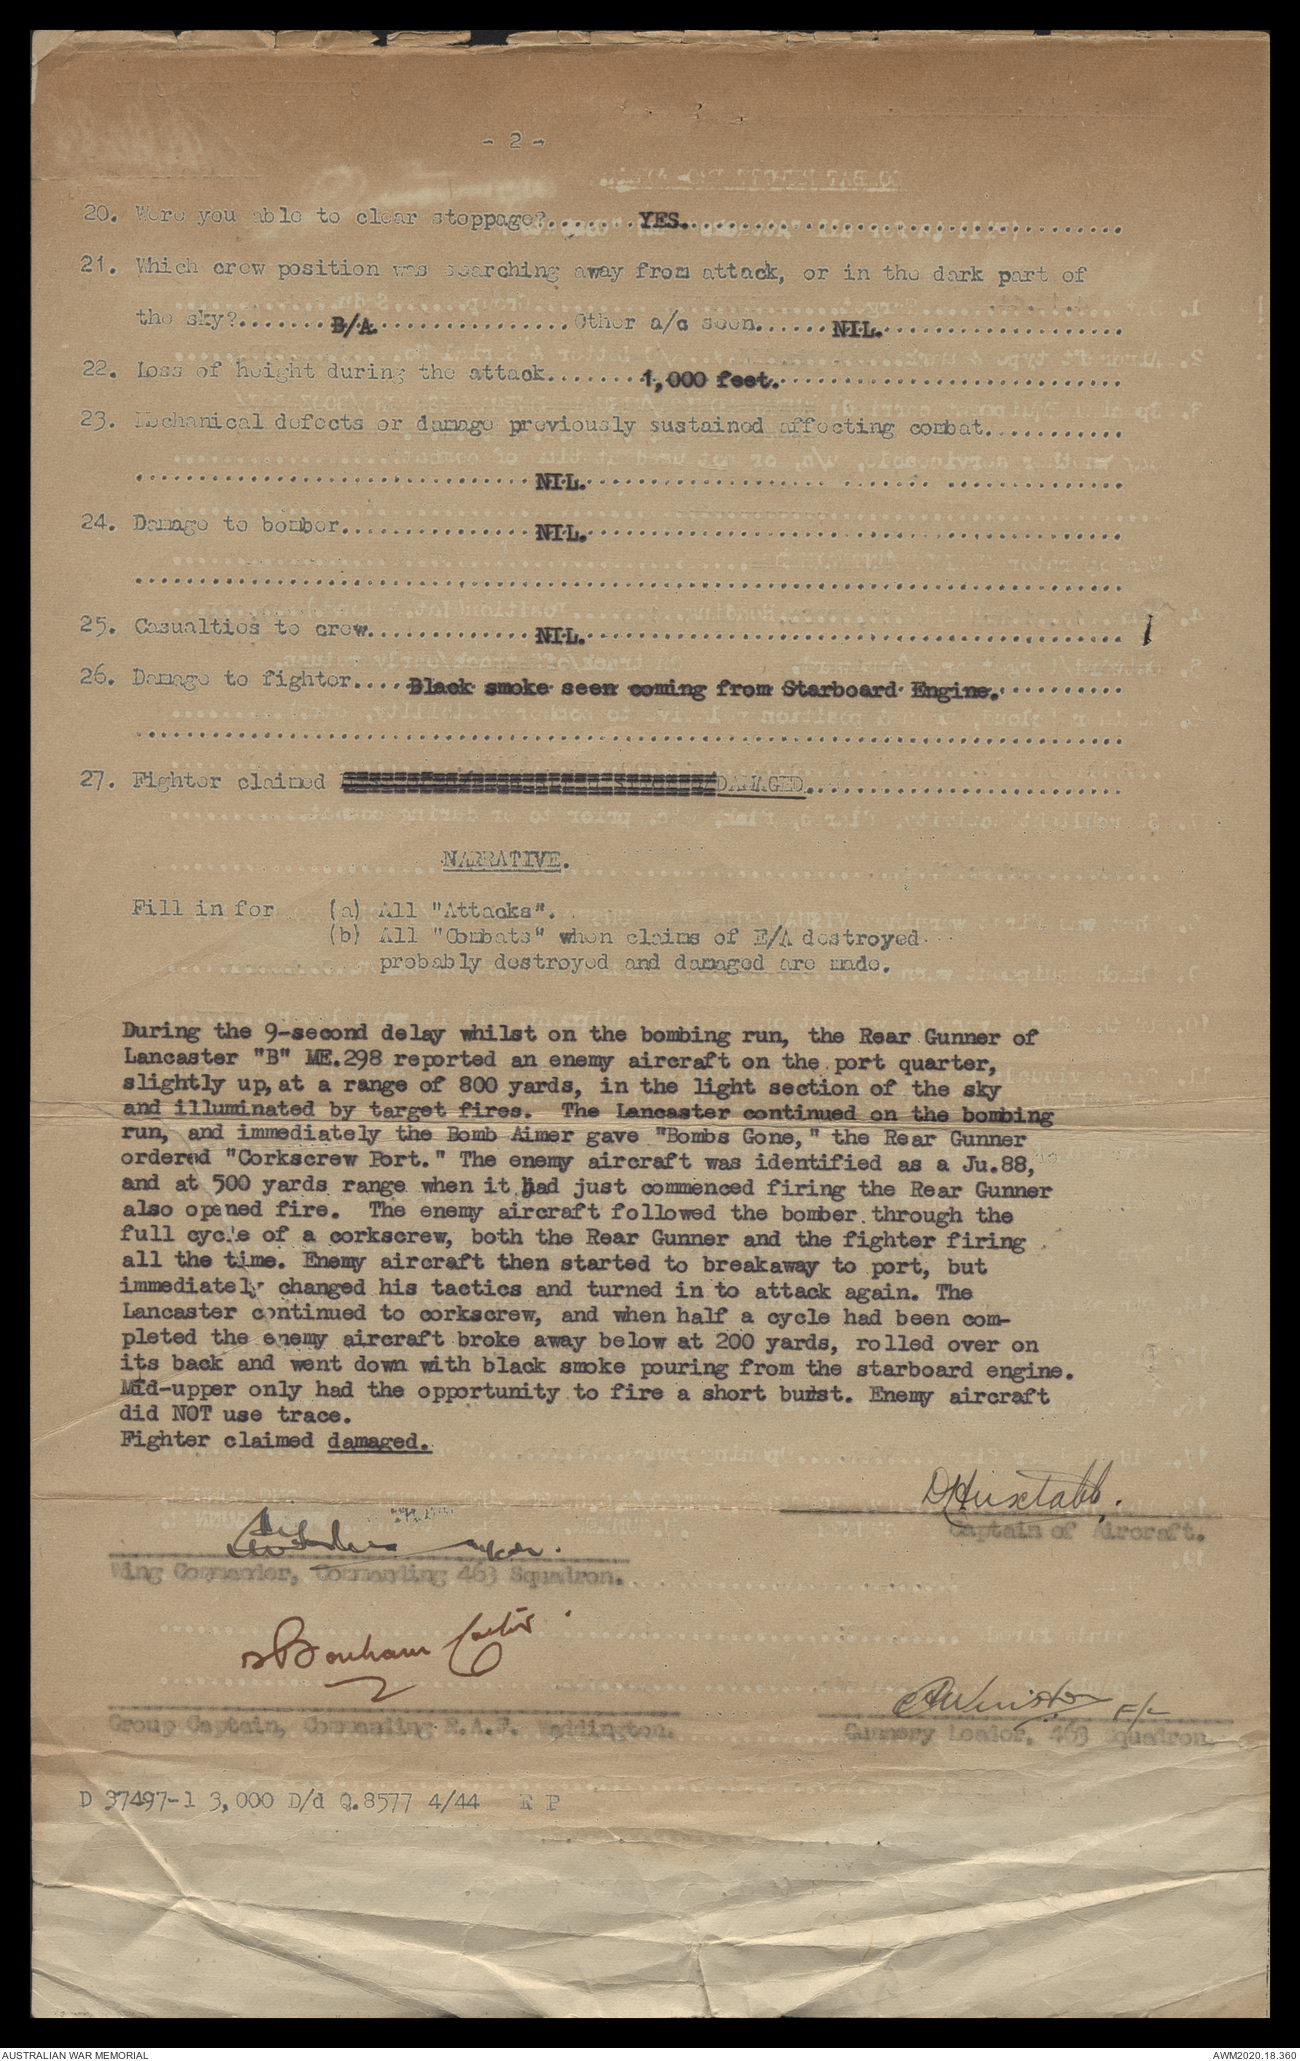 - 2 -
20. Were you able to clear stoppage?.......YES.......
21. Which crew position was searching away from attack, or in the dark part of
the sky?.......B/A................Other a/c seen......NIL.......
22. Loss of height during the attack........1,000 feet.......
23. Mechanical defects or damage previously sustained affecting combat...........
..............................NIL..............................
24. Damage to bomber...............NIL..............................
...............................................................
25. Casualties to crew.............NIL..............................
26. Damage to fighter....Black smoke seen coming from Starboard Engine...........
...............................................................
27. Fighter claimed DAMAGED.......................
NARRATIVE.
Fill in for (a) All "Attacks".
(b) All "Combats" when claims of E/A destroyed
probably destroyed and damaged are made.
During the 9-second delay whilst on the bombing run, the Rear Gunner of
Lancaster "B" ME.298 reported an enemy aircraft on the port quarter,
slightly up, at a range of 800 yards, in the light section of the sky
and illuminated by target fires. The Lancaster continued on the bombing
run, and immediately the Bomb Aimer gave "Bombs Gone," the Rear Gunner
ordered "Corkscrew Port." The enemy aircraft was identified as a Ju.88,
and at 500 yards range when it had just commenced firing the Rear Gunner
also opened fire. The enemy aircraft followed the bomber through the
full cycle of a corkscrew, both the Rear Gunner and the fighter firing
all the time. Enemy aircraft then started to breakaway to port, but
immediately changed his tactics and turned in to attack again. The
Lancaster continued to corkscrew, and when half a cycle had been com-
pleted the enemy aircraft broke away below at 200 yards, rolled over on
its back and went down with black smoke pouring from the starboard engine.
Mid-upper only had the opportunity to fire a short burst. Enemy aircraft
did NOT use trace.
Fighter claimed damaged.
D Huxtabb.
Captain of Aircraft.
Wing Commander, Commanding 463 Squadron.
Bonham Carter
Group Captain, Commanding R.A.F. Waddington.
F/L
Gunnery Leader, 463 Squadron.
D 37497-1 3,000 D/d Q.8577 4/44 R P
AUSTRALIAN WAR MEMORIAL
AWM2020.18.360